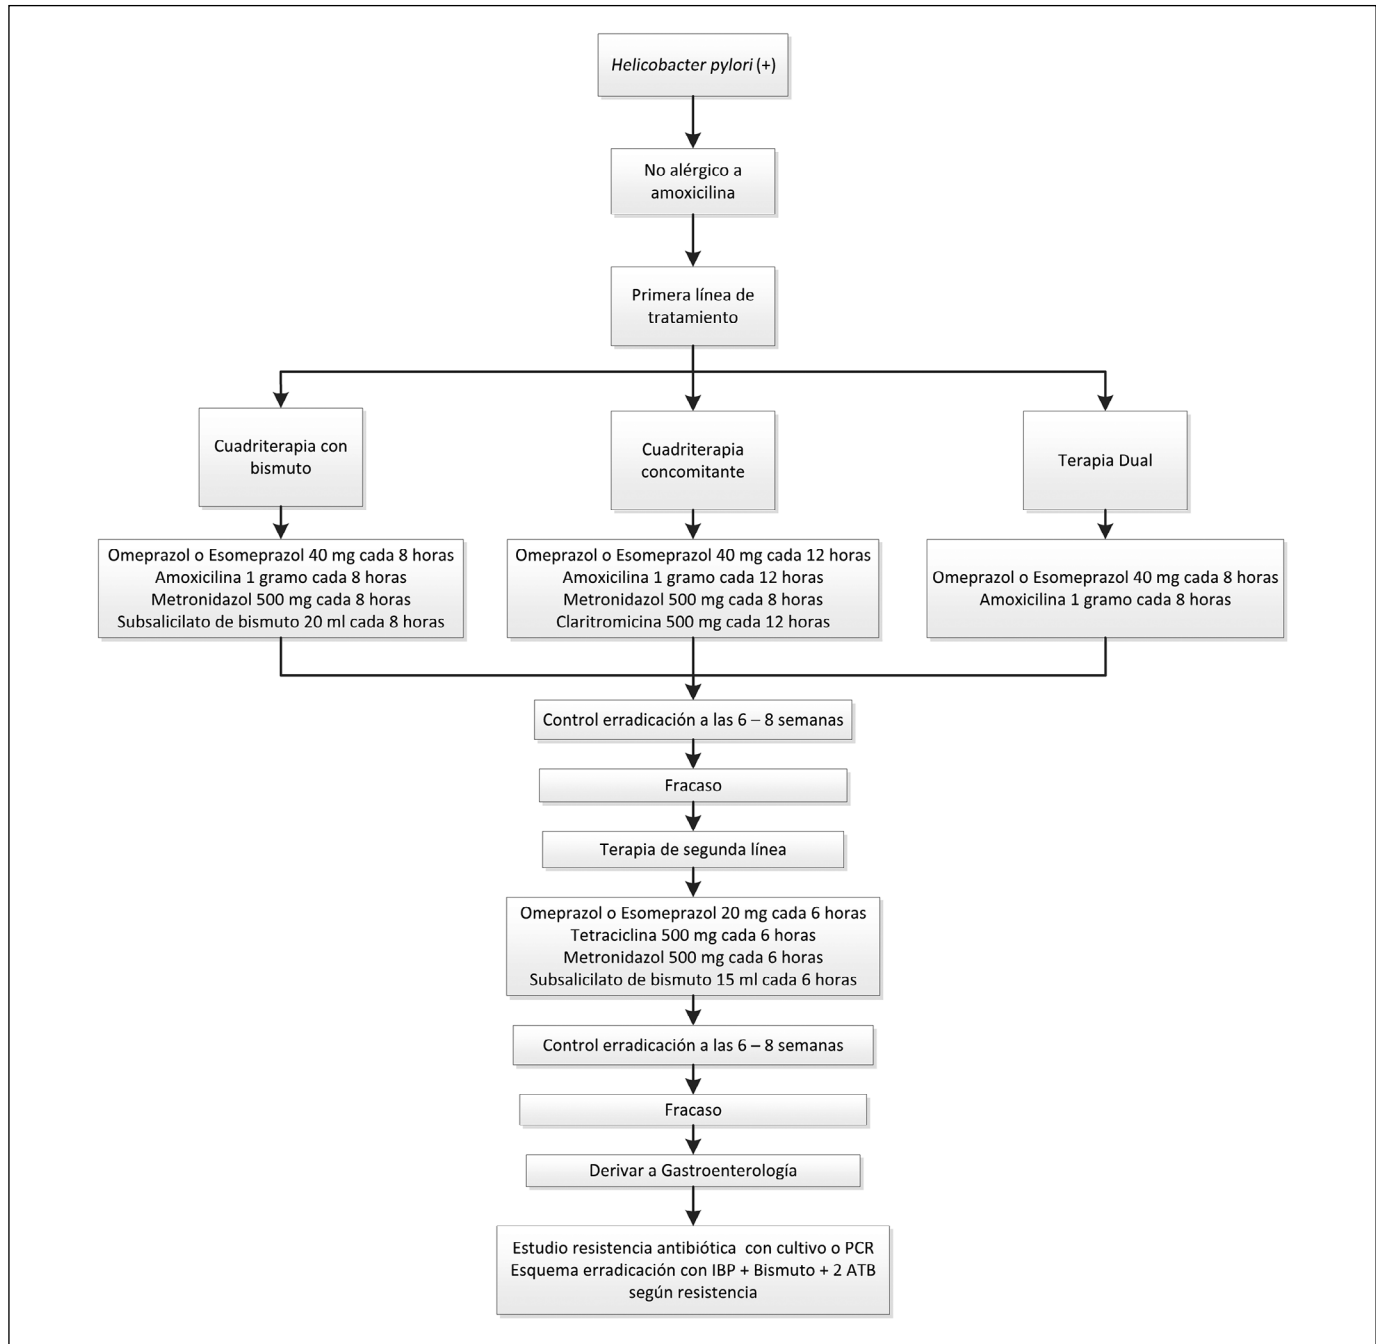 Helicobacter pylori (+)
No alérgico a
amoxicilina
Primera línea de
tratamiento
Cuadriterapia con
bismuto
Cuadriterapia
concomitante
Terapia Dual
Omeprazol o Esomeprazol 40 mg cada 8 horas
Amoxicilina 1 gramo cada 8 horas
Metronidazol 500 mg cada 8 horas
Subsalicilato de bismuto 20 ml cada 8 horas
Omeprazol o Esomeprazol 40 mg cada 12 horas
Amoxicilina 1 gramo cada 12 horas
Metronidazol 500 mg cada 8 horas
Claritromicina 500 mg cada 12 horas
Omeprazol o Esomeprazol 40 mg cada 8 horas
Amoxicilina 1 gramo cada 8 horas
Control erradicación a las 6 – 8 semanas
Fracaso
Terapia de segunda línea
Omeprazol o Esomeprazol 20 mg cada 6 horas
Tetraciclina 500 mg cada 6 horas
Metronidazol 500 mg cada 6 horas
Subsalicilato de bismuto 15 ml cada 6 horas
Control erradicación a las 6 – 8 semanas
Fracaso
Derivar a Gastroenterología
Estudio resistencia antibiótica con cultivo o PCR
Esquema erradicación con IBP + Bismuto + 2 ATB
según resistencia